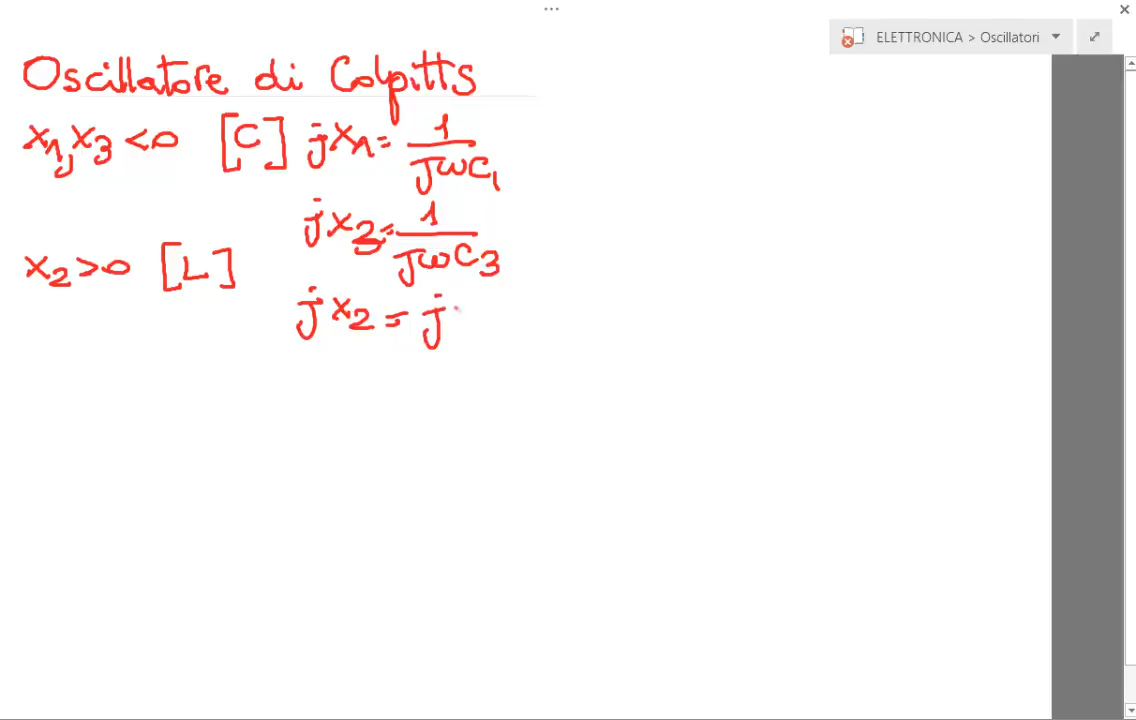 ELETTRONICA > Oscillatori
Oscillatore di Colpitts
x1, x3 <0 [C] jx1= 1/JωC1
jx3= 1/JωC3
x2>0 [L]
jx2 = j